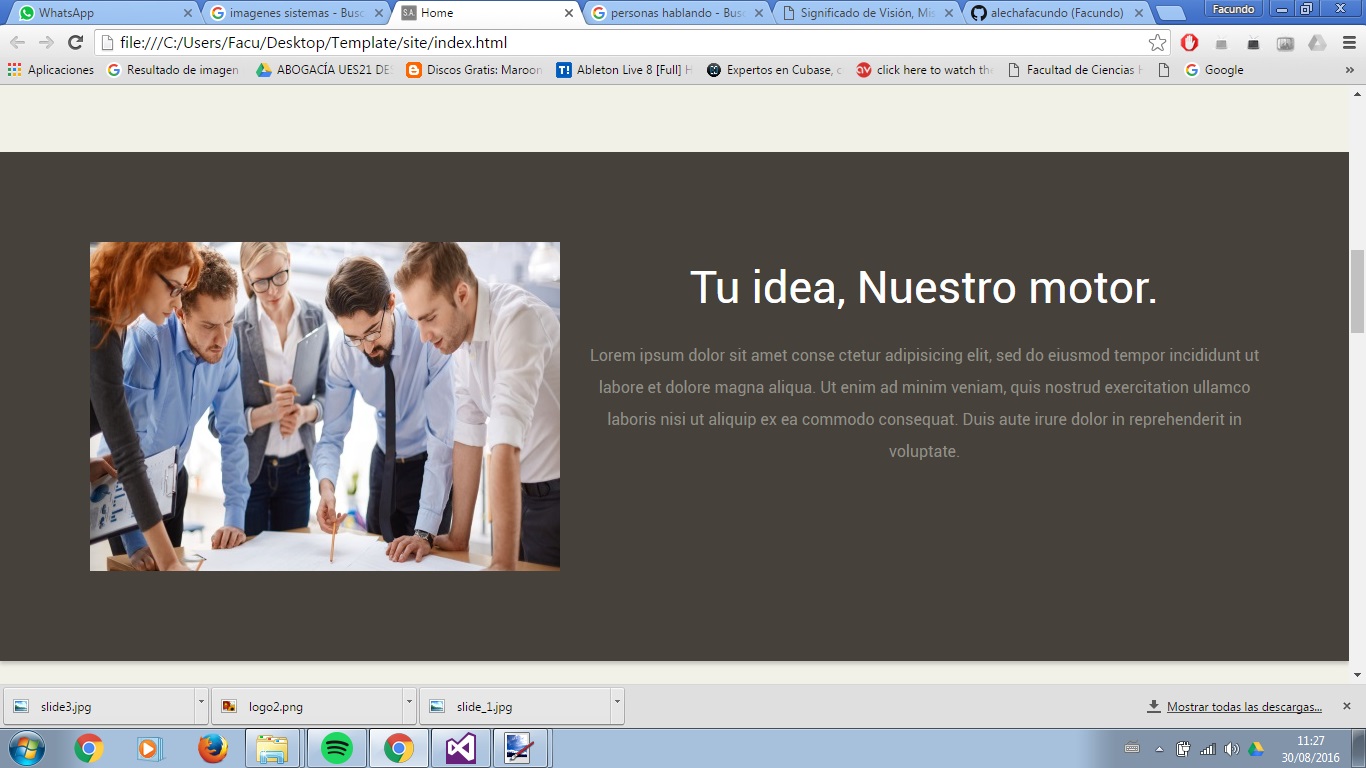 WhatsApp
imagenes sistemas - Busc
S.A. Home
personas hablando - Busc
Significado de Visión, Mis
alechafacundo (Facundo)
Facundo
file:///C:/Users/Facu/Desktop/Template/site/index.html
Aplicaciones
Resultado de imagen
ABOGACÍA UES21 DE
Discos Gratis: Maroon
T! Ableton Live 8 [Full] H
Expertos en Cubase, c
av click here to watch the
Facultad de Ciencias
Google
»
Tu idea, Nuestro motor.
Lorem ipsum dolor sit amet conse ctetur adipisicing elit, sed do eiusmod tempor incididunt ut
labore et dolore magna aliqua. Ut enim ad minim veniam, quis nostrud exercitation ullamco
laboris nisi ut aliquip ex ea commodo consequat. Duis aute irure dolor in reprehenderit in
voluptate.
slide3.jpg
logo2.png
slide_1.jpg
Mostrar todas las descargas...
11:27
30/08/2016